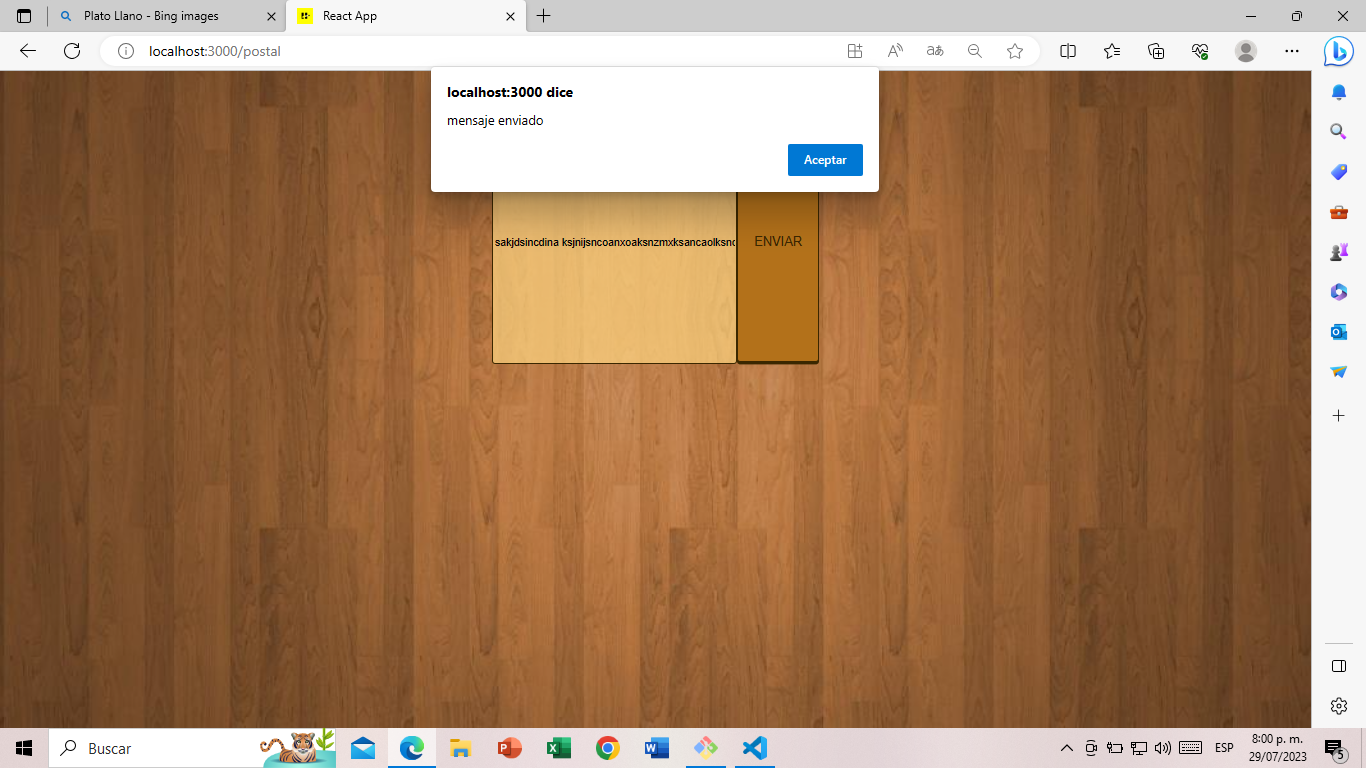 Plato Llano - Bing images
React App
localhost:3000/postal
localhost:3000 dice
mensaje enviado
Aceptar
sakjdsincdina ksjnijsncoanxoaksnzmxksancaolksnc
ENVIAR
Buscar
ESP
8:00 p. m.
29/07/2023
5